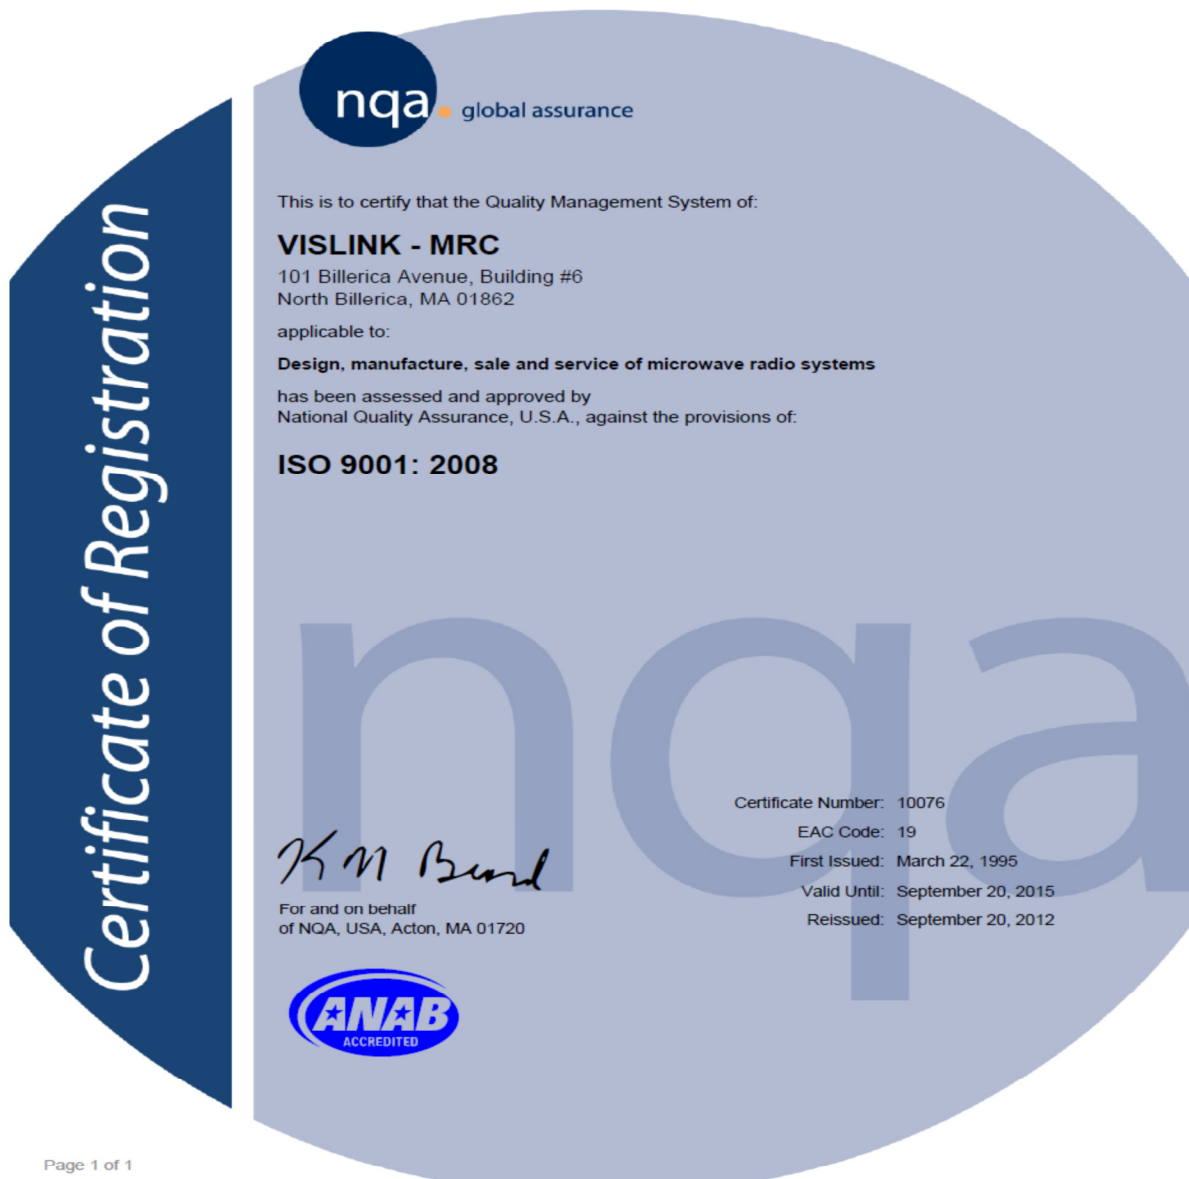 Certificate of Registration
nqa. global assurance
This is to certify that the Quality Management System of:
VISLINK - MRC
101 Billerica Avenue, Building #6
North Billerica, MA 01862
applicable to:
Design, manufacture, sale and service of microwave radio systems
has been assessed and approved by
National Quality Assurance, U.S.A., against the provisions of:
ISO 9001: 2008
nqa
Certificate Number: 10076
EAC Code: 19
First Issued: March 22, 1995
Valid Until: September 20, 2015
Reissued: September 20, 2012
K M Beard
For and on behalf
of NQA, USA, Acton, MA 01720
ANAB
ACCREDITED
Page 1 of 1